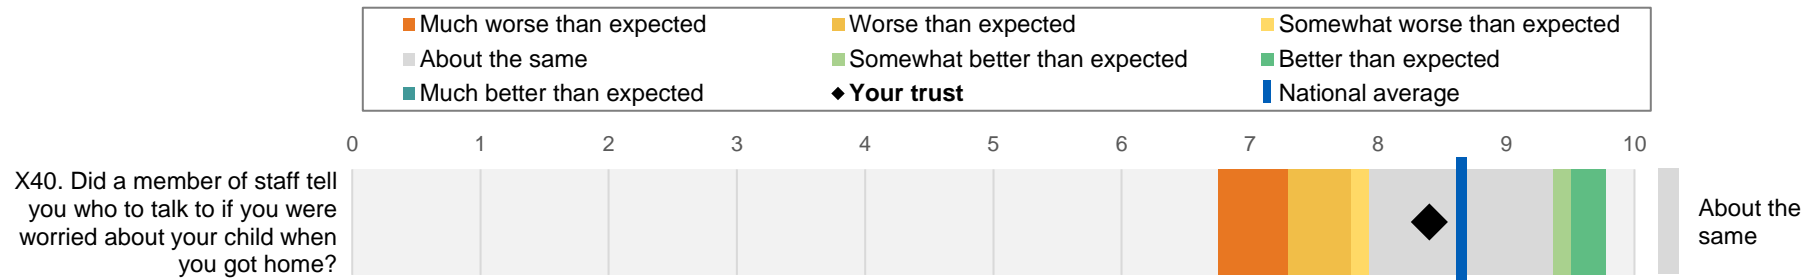 Much worse than expected
Worse than expected
Somewhat worse than expected
About the same
Somewhat better than expected
Better than expected
Much better than expected
Your trust
National average
0 1 2 3 4 5 6 7 8 9 10
X40. Did a member of staff tell
you who to talk to if you were
worried about your child when
you got home?
About the
same